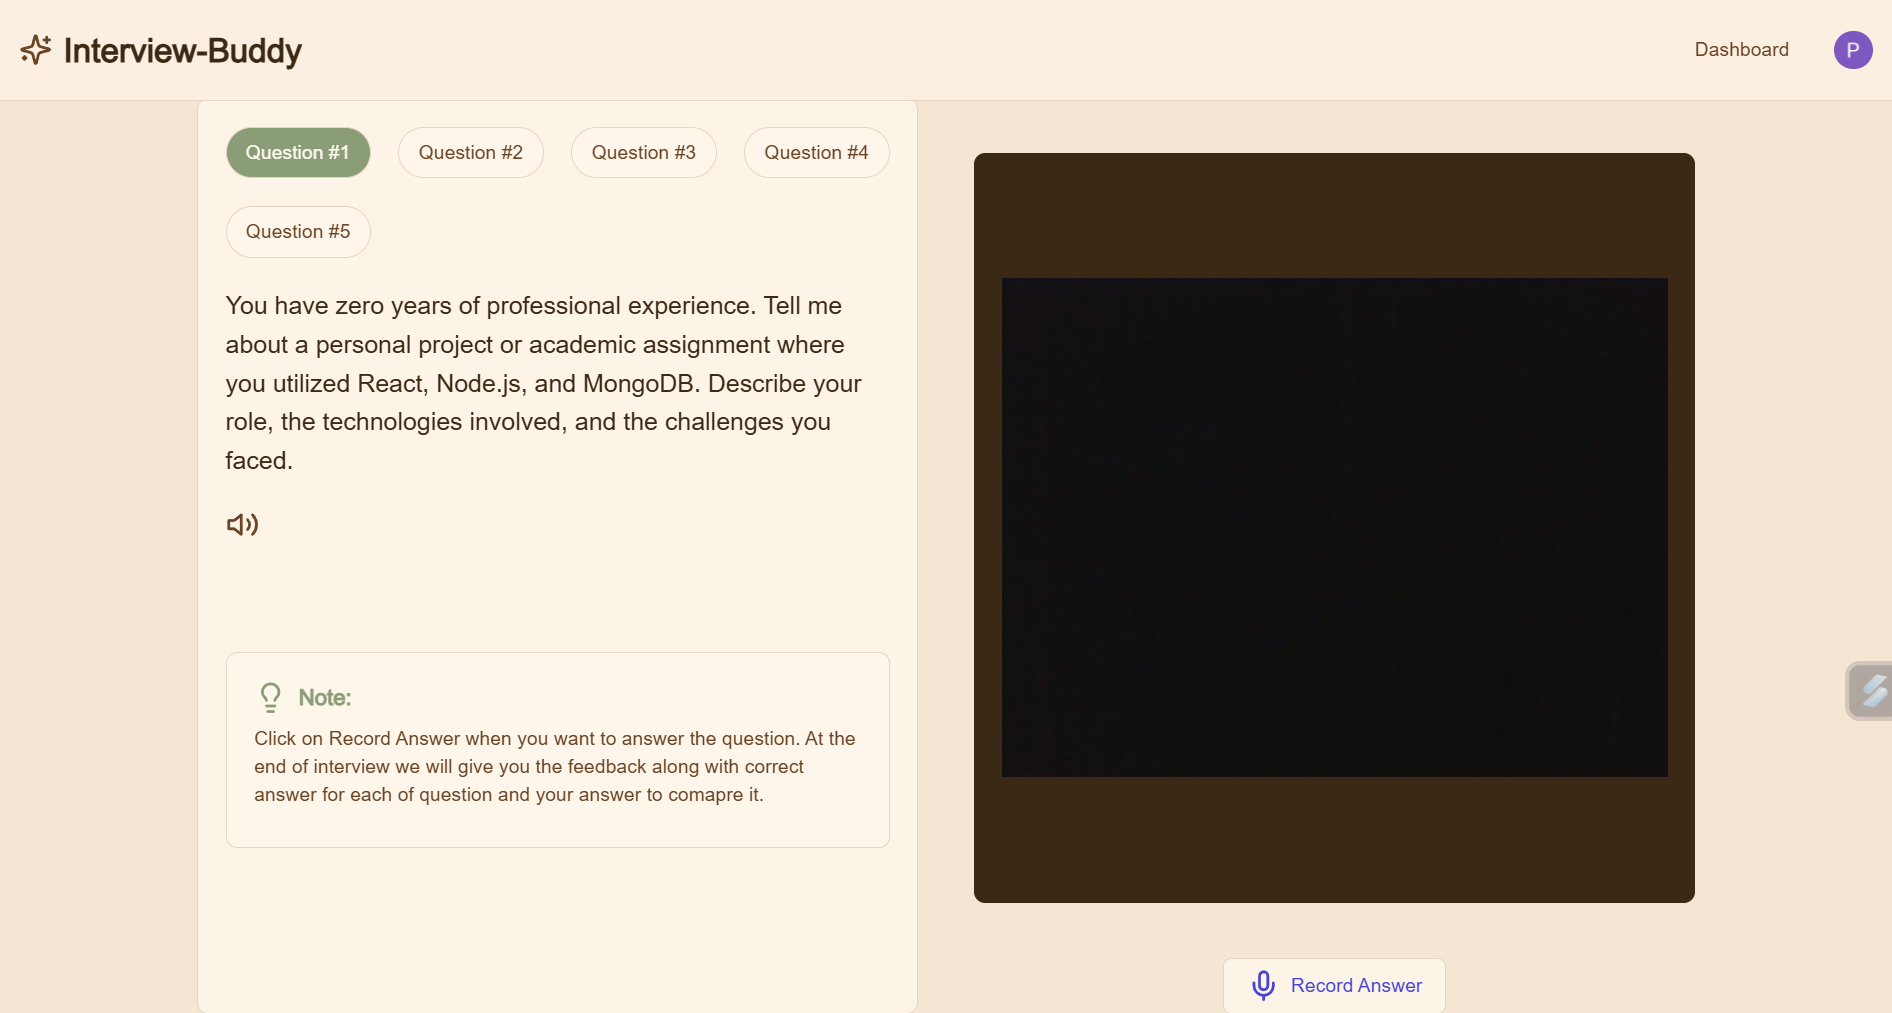 Interview-Buddy
Dashboard
P
Question #1
Question #2
Question #3
Question #4
Question #5
You have zero years of professional experience. Tell me
about a personal project or academic assignment where
you utilized React, Node.js, and MongoDB. Describe your
role, the technologies involved, and the challenges you
faced.
Note:
Click on Record Answer when you want to answer the question. At the
end of interview we will give you the feedback along with correct
answer for each of question and your answer to comapre it.
Record Answer